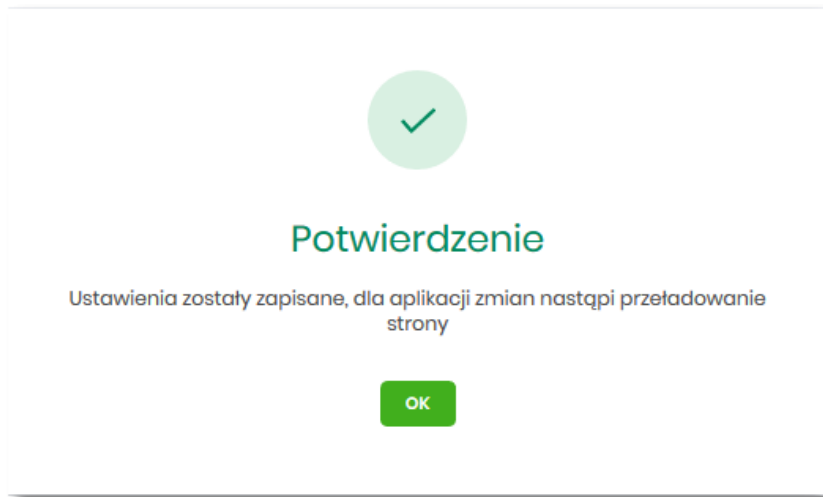 Potwierdzenie
Ustawienia zostały zapisane, dla aplikacji zmian nastąpi przeładowanie
strony
OK